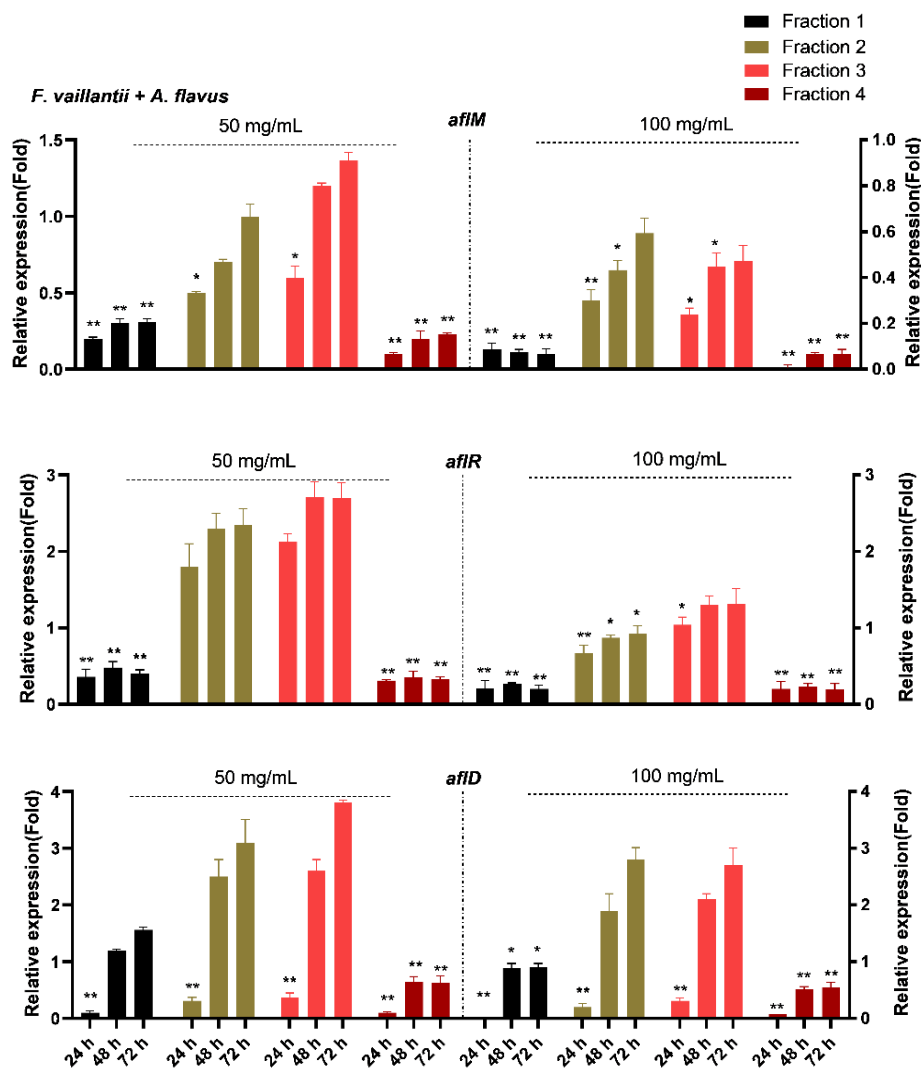 Fraction 1
Fraction 2
Fraction 3
Fraction 4
F. vaillantii + A. flavus
50 mg/mL
aflM
100 mg/mL
Relative expression(Fold)
1.5
1.0
0.5
0.0
** ** ** * * ** ** ** ** ** ** ** * * * ** ** **
1.0
0.8
0.6
0.4
0.2
0.0
Relative expression(Fold)
50 mg/mL
aflR
100 mg/mL
Relative expression(Fold)
3
2
1
0
** ** ** ** ** ** ** ** ** ** * * * ** ** **
3
2
1
0
Relative expression(Fold)
50 mg/mL
aflD
100 mg/mL
Relative expression(Fold)
4
3
2
1
0
** ** ** ** ** ** ** * * ** ** ** ** **
4
3
2
1
0
Relative expression(Fold)
24 h 48 h 72 h 24 h 48 h 72 h 24 h 48 h 72 h 24 h 48 h 72 h 24 h 48 h 72 h 24 h 48 h 72 h 24 h 48 h 72 h 24 h 48 h 72 h